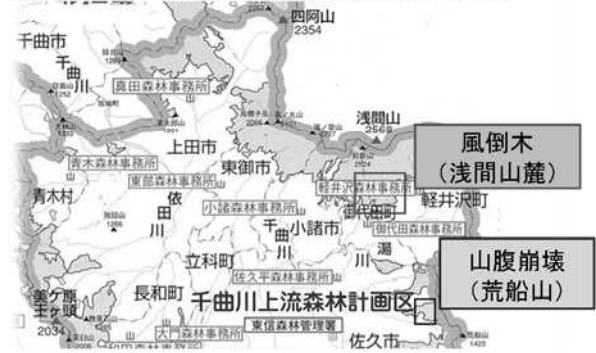 四阿山
2354
千曲市
千曲川
真田森林事務所
浅間山
2568
風倒木
(浅間山麓)
上田市
東御市
青木森林事務所
東部森林事務所
軽井沢森林事務所
青木村
依田川
小諸森林事務所
御代田町
軽井沢町
千曲川
小諸市
御代田森林事務所
湯川
立科町
佐久平森林事務所
山腹崩壊
(荒船山)
美ヶ原
王ヶ頭
2034
長和町
千曲川上流森林計画区
東信森林管理署
大門森林事務所
佐久市
荒船山
1423